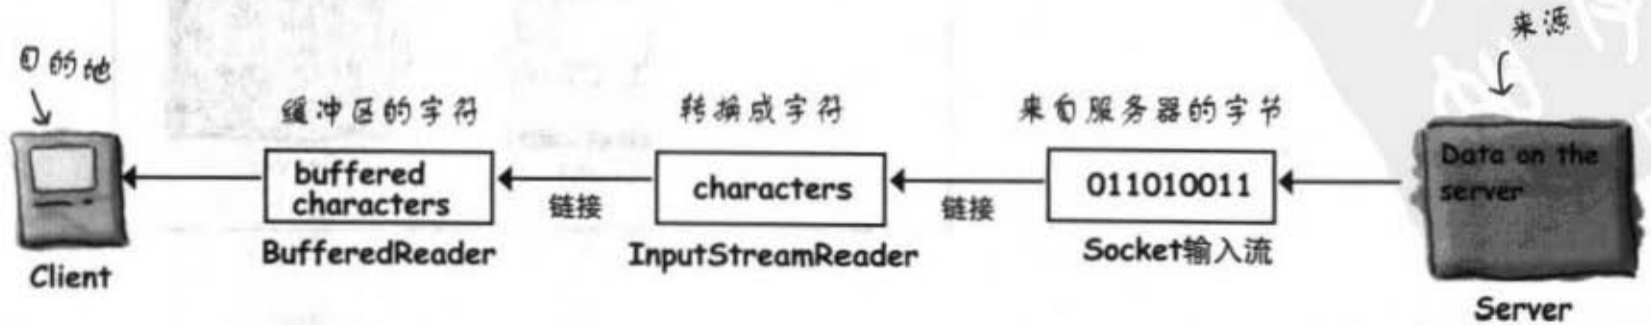 目的地
Client
缓冲区的字符
buffered
characters
BufferedReader
链接
转换成字符
characters
InputStreamReader
链接
来自服务器的字节
011010011
Socket输入流
来源
Data on the
server
Server